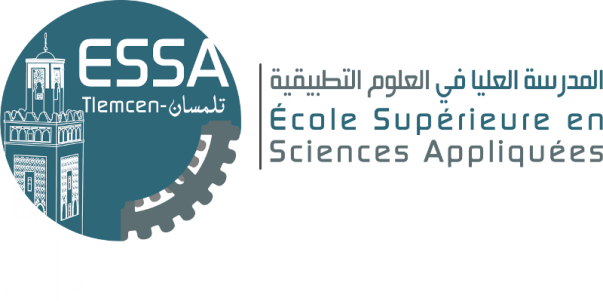 ESSA
Tlemcen-تلمسان
المدرسة العليا في العلوم التطبيقية
École Supérieure en
Sciences Appliquées